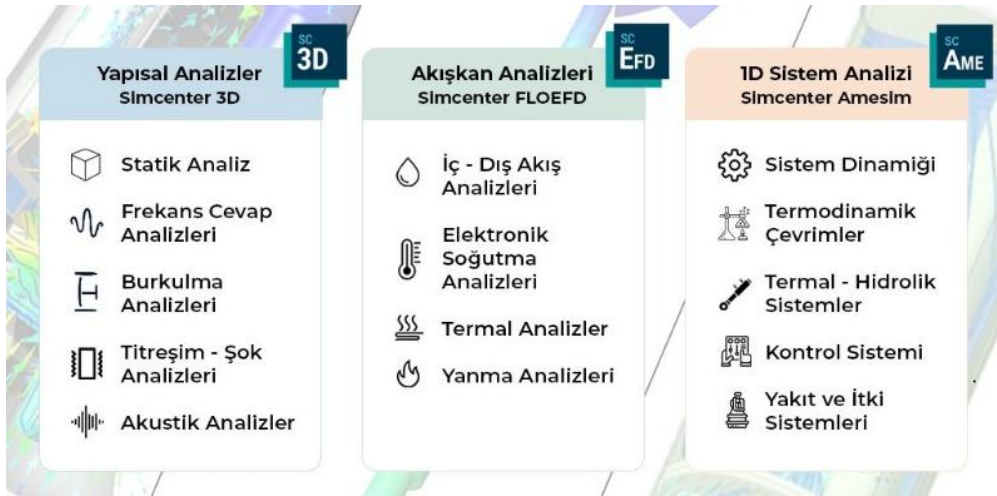 SC
3D
Yapısal Analizler
Simcenter 3D
Statik Analiz
Frekans Cevap
Analizleri
Burkulma
Analizleri
Titreşim - Şok
Analizleri
Akustik Analizler
SC
EFD
Akışkan Analizleri
Simcenter FLOEFD
İç - Dış Akış
Analizleri
Elektronik
Soğutma
Analizleri
Termal Analizler
Yanma Analizleri
SC
AME
1D Sistem Analizi
Simcenter Amesim
Sistem Dinamiği
Termodinamik
Çevrimler
Termal - Hidrolik
Sistemler
Kontrol Sistemi
Yakıt ve İtki
Sistemleri